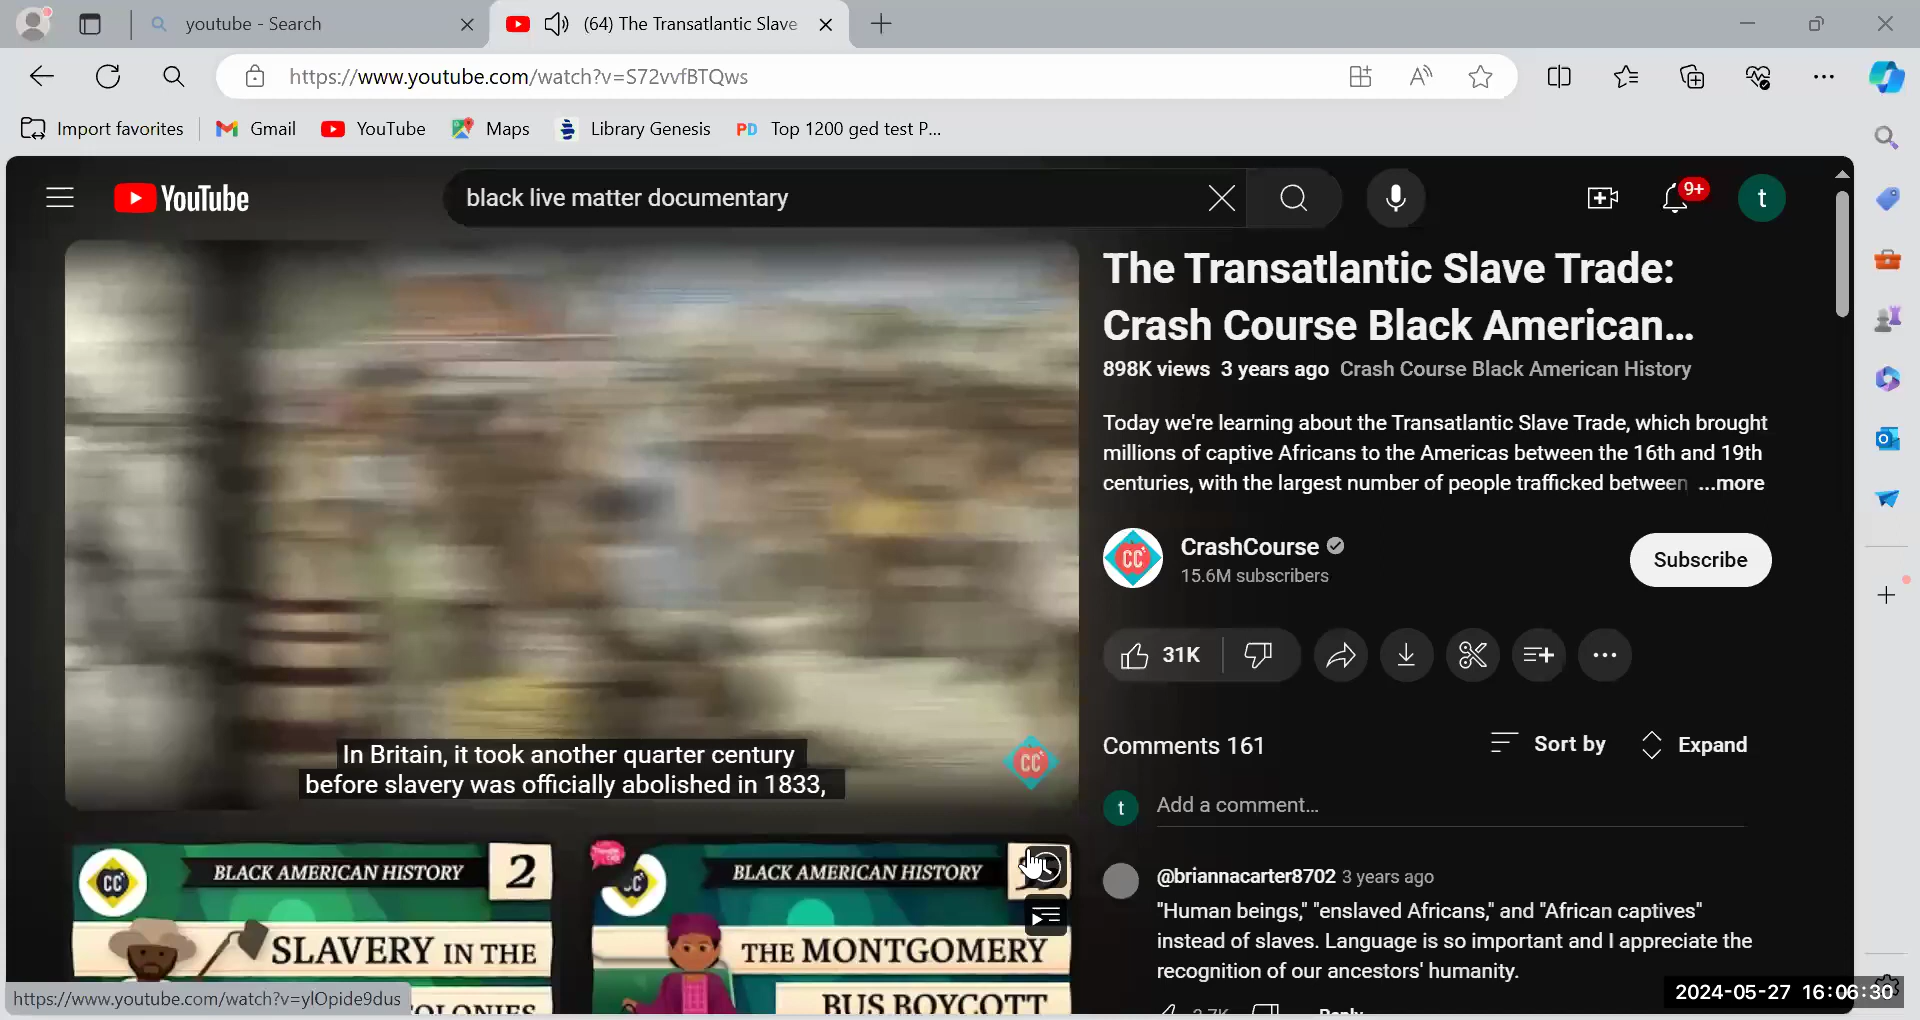 youtube - Search
(64) The Transatlantic Slave
https://www.youtube.com/watch?v=S72vvfBTQws
Import favorites
Gmail
YouTube
Maps
Library Genesis
PD Top 1200 ged test P...
YouTube
black live matter documentary
9+
t
The Transatlantic Slave Trade:
Crash Course Black American...
898K views 3 years ago Crash Course Black American History
Today we're learning about the Transatlantic Slave Trade, which brought
millions of captive Africans to the Americas between the 16th and 19th
centuries, with the largest number of people trafficked between ...more
CC
CrashCourse
15.6M subscribers
Subscribe
31K
In Britain, it took another quarter century
before slavery was officially abolished in 1833,
CC
Comments 161
Sort by
Expand
t
Add a comment...
@briannacarter8702 3 years ago
"Human beings," "enslaved Africans," and "African captives"
instead of slaves. Language is so important and I appreciate the
recognition of our ancestors' humanity.
Reply
CC
BLACK AMERICAN HISTORY
2
SLAVERY IN THE
COLONIES
BLACK AMERICAN HISTORY
THE MONTGOMERY
BUS BOYCOTT
https://www.youtube.com/watch?v=ylOpide9dus
2024-05-27 16:06:30